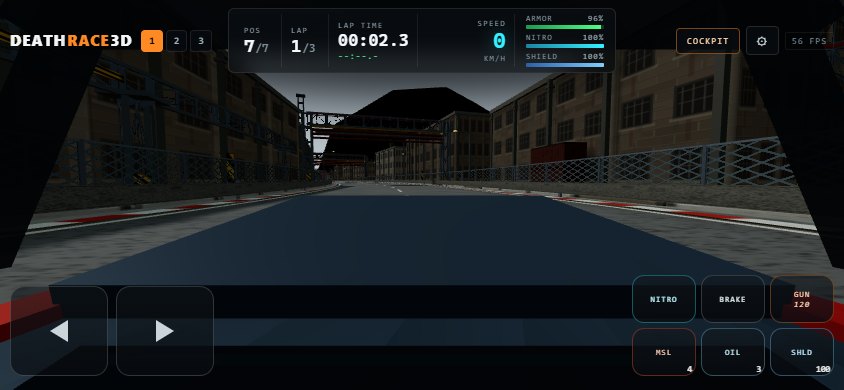 DEATHRACE3D
1
2
3
POS
7/7
LAP
1/3
LAP TIME
00:02.3
--:--.-
SPEED
0
KM/H
ARMOR 96%
NITRO 100%
SHIELD 100%
COCKPIT
56 FPS
NITRO
BRAKE
GUN
120
MSL
4
OIL
3
SHLD
100